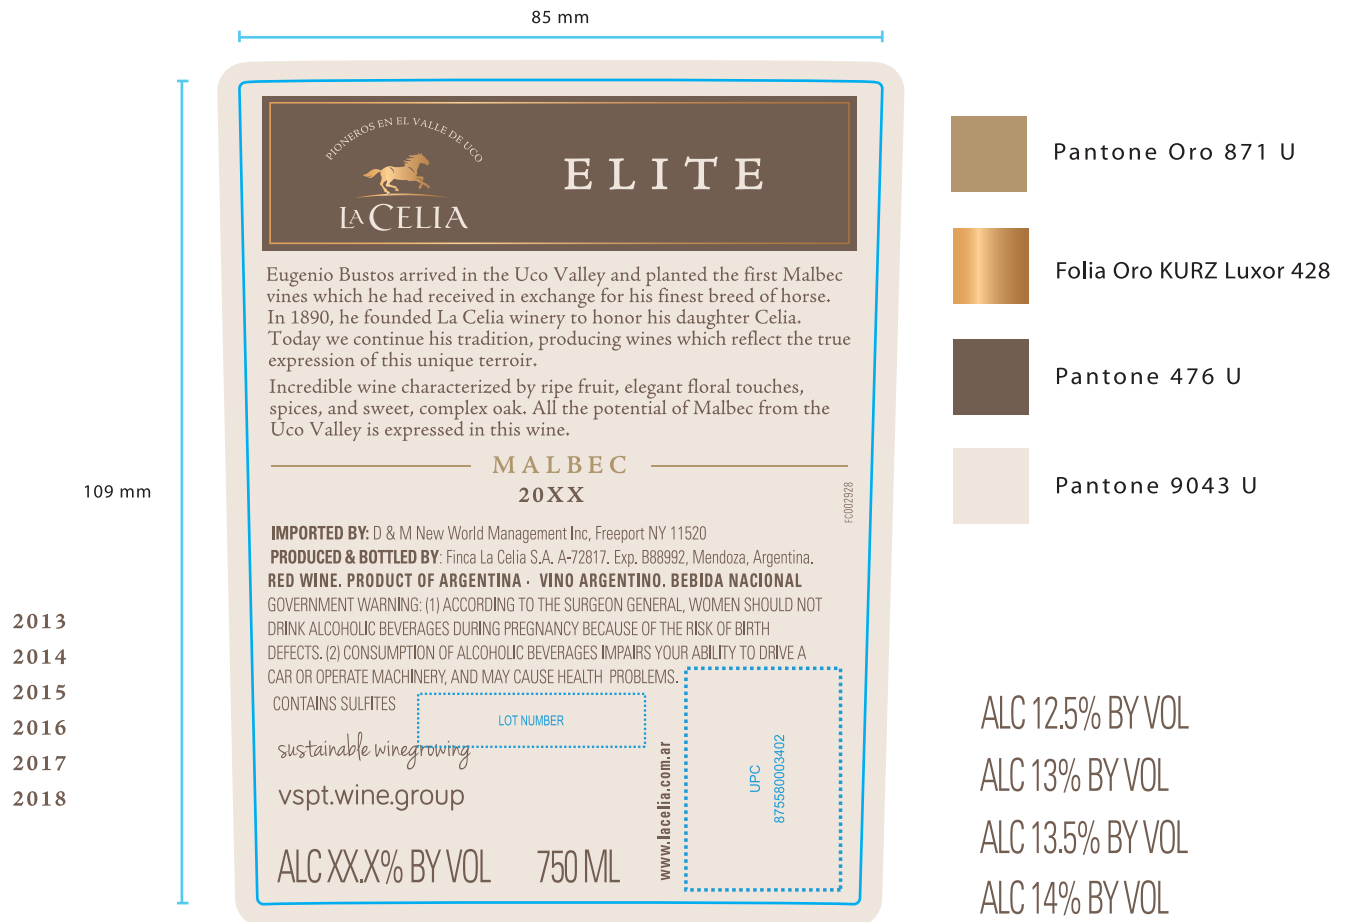 85 mm
PIONEROS EN EL VALLE DE UCO
LA CELIA
ELITE
Eugenio Bustos arrived in the Uco Valley and planted the first Malbec
vines which he had received in exchange for his finest breed of horse.
In 1890, he founded La Celia winery to honor his daughter Celia.
Today we continue his tradition, producing wines which reflect the true
expression of this unique terroir.
Incredible wine characterized by ripe fruit, elegant floral touches,
spices, and sweet, complex oak. All the potential of Malbec from the
Uco Valley is expressed in this wine.
MALBEC
20XX
FC002928
109 mm
IMPORTED BY: D & M New World Management Inc, Freeport NY 11520
PRODUCED & BOTTLED BY: Finca La Celia S.A. A-72817. Exp. B88992, Mendoza, Argentina.
RED WINE. PRODUCT OF ARGENTINA · VINO ARGENTINO. BEBIDA NACIONAL
GOVERNMENT WARNING: (1) ACCORDING TO THE SURGEON GENERAL, WOMEN SHOULD NOT
DRINK ALCOHOLIC BEVERAGES DURING PREGNANCY BECAUSE OF THE RISK OF BIRTH
DEFECTS. (2) CONSUMPTION OF ALCOHOLIC BEVERAGES IMPAIRS YOUR ABILITY TO DRIVE A
CAR OR OPERATE MACHINERY, AND MAY CAUSE HEALTH PROBLEMS.
CONTAINS SULFITES
LOT NUMBER
sustainable winegrowing
vspt.wine.group
ALC XX.X% BY VOL 750 ML
www.lacelia.com.ar
UPC
875580003402
2013
2014
2015
2016
2017
2018
Pantone Oro 871 U
Folia Oro KURZ Luxor 428
Pantone 476 U
Pantone 9043 U
ALC 12.5% BY VOL
ALC 13% BY VOL
ALC 13.5% BY VOL
ALC 14% BY VOL